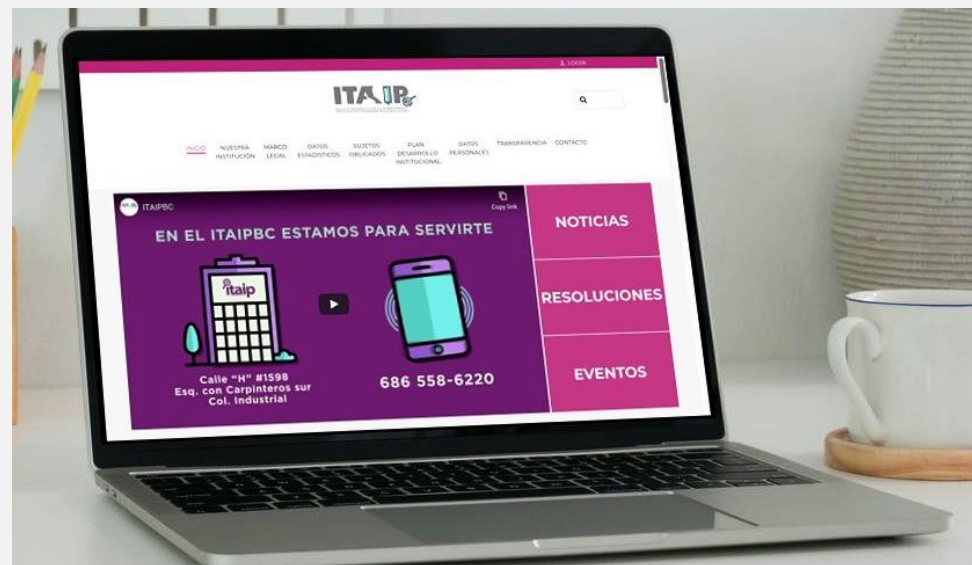 LOGIN
ITAIP
INICIO
NUESTRA
INSTITUCIÓN
MARCO
LEGAL
DATOS
ESTADISTICOS
SUJETOS
OBLIGADOS
PLAN
DESARROLLO
INSTITUCIONAL
DATOS
PERSONALES
TRANSPARENCIA
CONTACTO
ITAIPBC
Copy link
EN EL ITAIPBC ESTAMOS PARA SERVIRTE
itaip
Calle "H" #1598
Esq. con Carpinteros sur
Col. Industrial
686 558-6220
NOTICIAS
RESOLUCIONES
EVENTOS